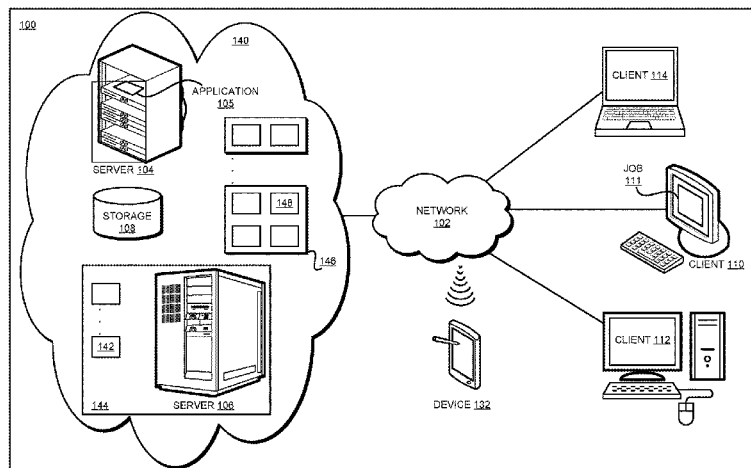 100
140
APPLICATION
105
SERVER 104
STORAGE
108
148
146
142
144
SERVER 106
NETWORK
102
DEVICE 132
CLIENT 114
JOB
111
CLIENT 110
CLIENT 112